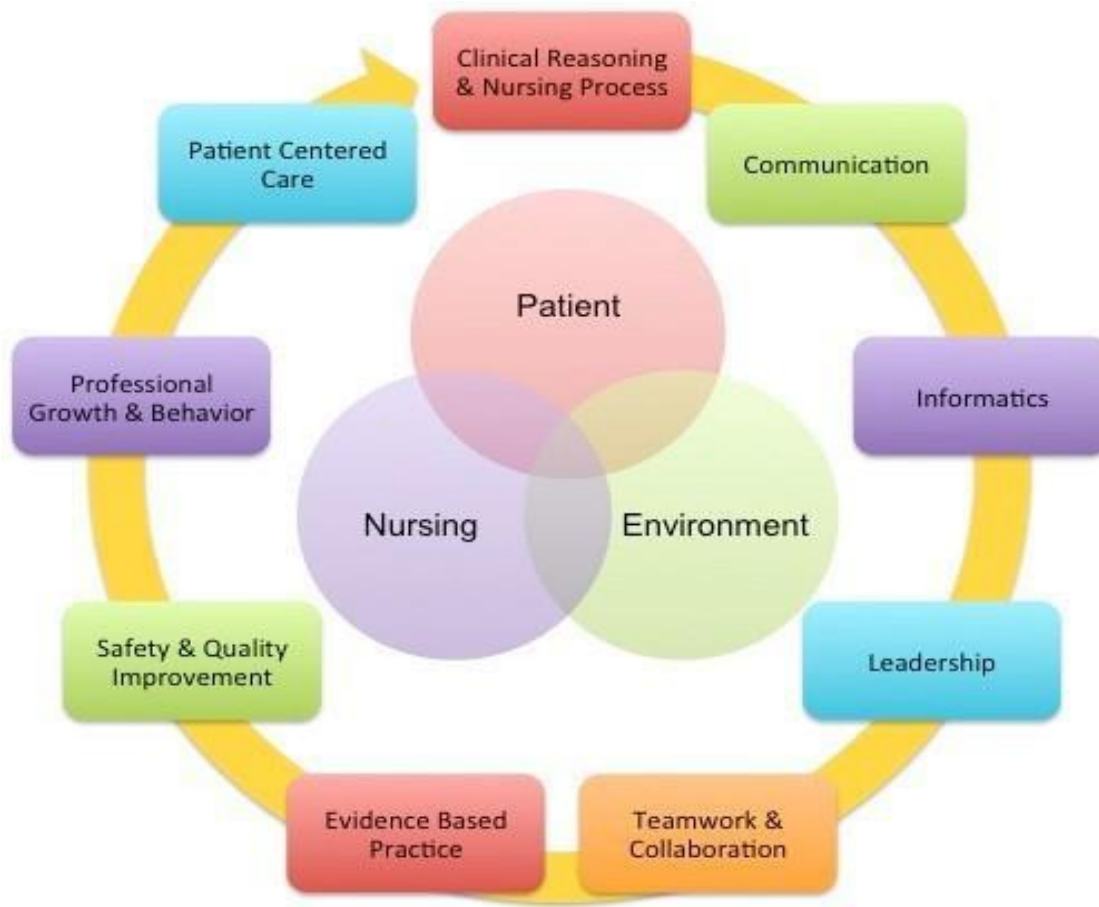 Clinical Reasoning
& Nursing Process
Communication
Informatics
Leadership
Teamwork &
Collaboration
Evidence Based
Practice
Safety & Quality
Improvement
Professional
Growth & Behavior
Patient Centered
Care
Patient
Nursing
Environment